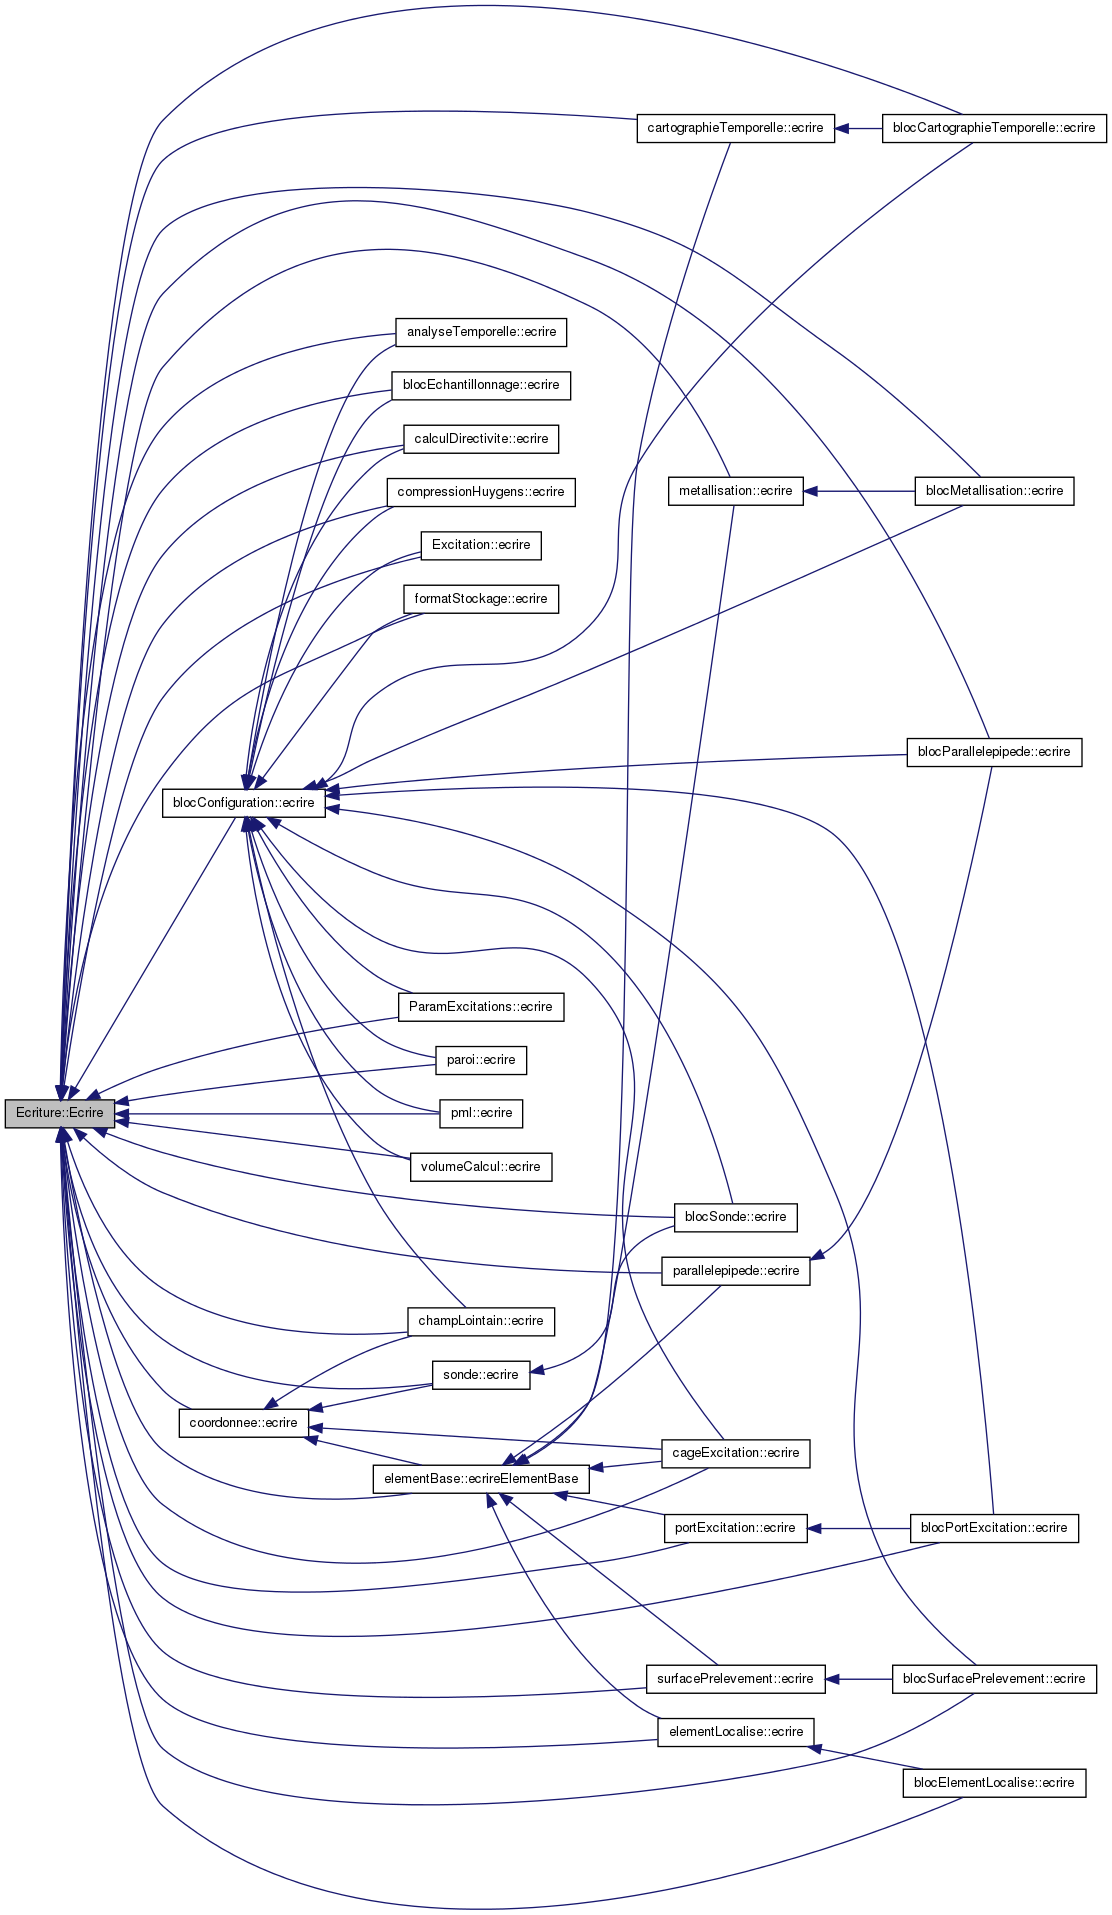 cartographieTemporelle::ecrire
blocCartographieTemporelle::ecrire
analyseTemporelle::ecrire
blocEchantillonnage::ecrire
calculDirectivite::ecrire
compressionHuygens::ecrire
metallisation::ecrire
blocMetallisation::ecrire
Excitation::ecrire
formatStockage::ecrire
blocParallelepipede::ecrire
blocConfiguration::ecrire
ParamExcitations::ecrire
paroi::ecrire
Ecriture::Ecrire
pml::ecrire
volumeCalcul::ecrire
blocSonde::ecrire
parallelepipede::ecrire
champLointain::ecrire
sonde::ecrire
coordonnee::ecrire
cageExcitation::ecrire
elementBase::ecrireElementBase
portExcitation::ecrire
blocPortExcitation::ecrire
surfacePrelevement::ecrire
blocSurfacePrelevement::ecrire
elementLocalise::ecrire
blocElementLocalise::ecrire